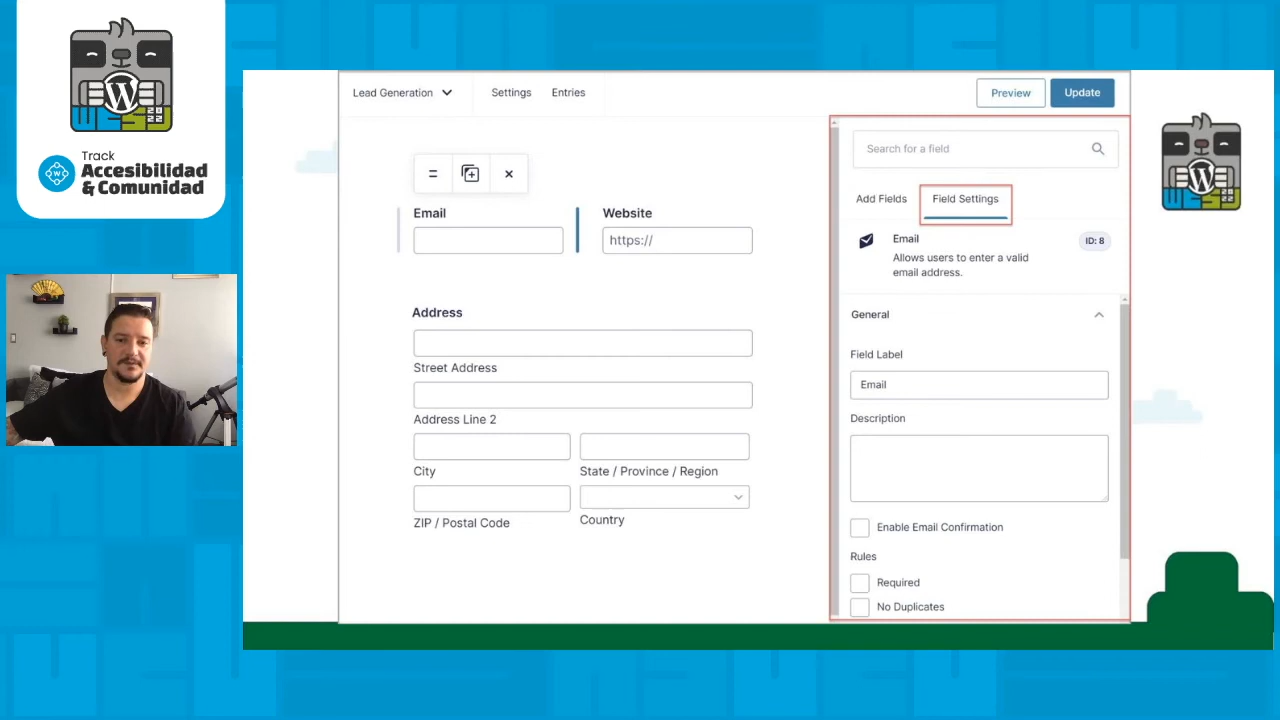 WCES
2022
Track
Accesibilidad
& Comunidad
Lead Generation
Settings
Entries
Preview
Update
Search for a field
Add Fields
Field Settings
Email
ID: 8
Allows users to enter a valid
email address.
Email
Website
https://
Address
Street Address
Address Line 2
City
State / Province / Region
ZIP / Postal Code
Country
General
Field Label
Email
Description
Enable Email Confirmation
Rules
Required
No Duplicates